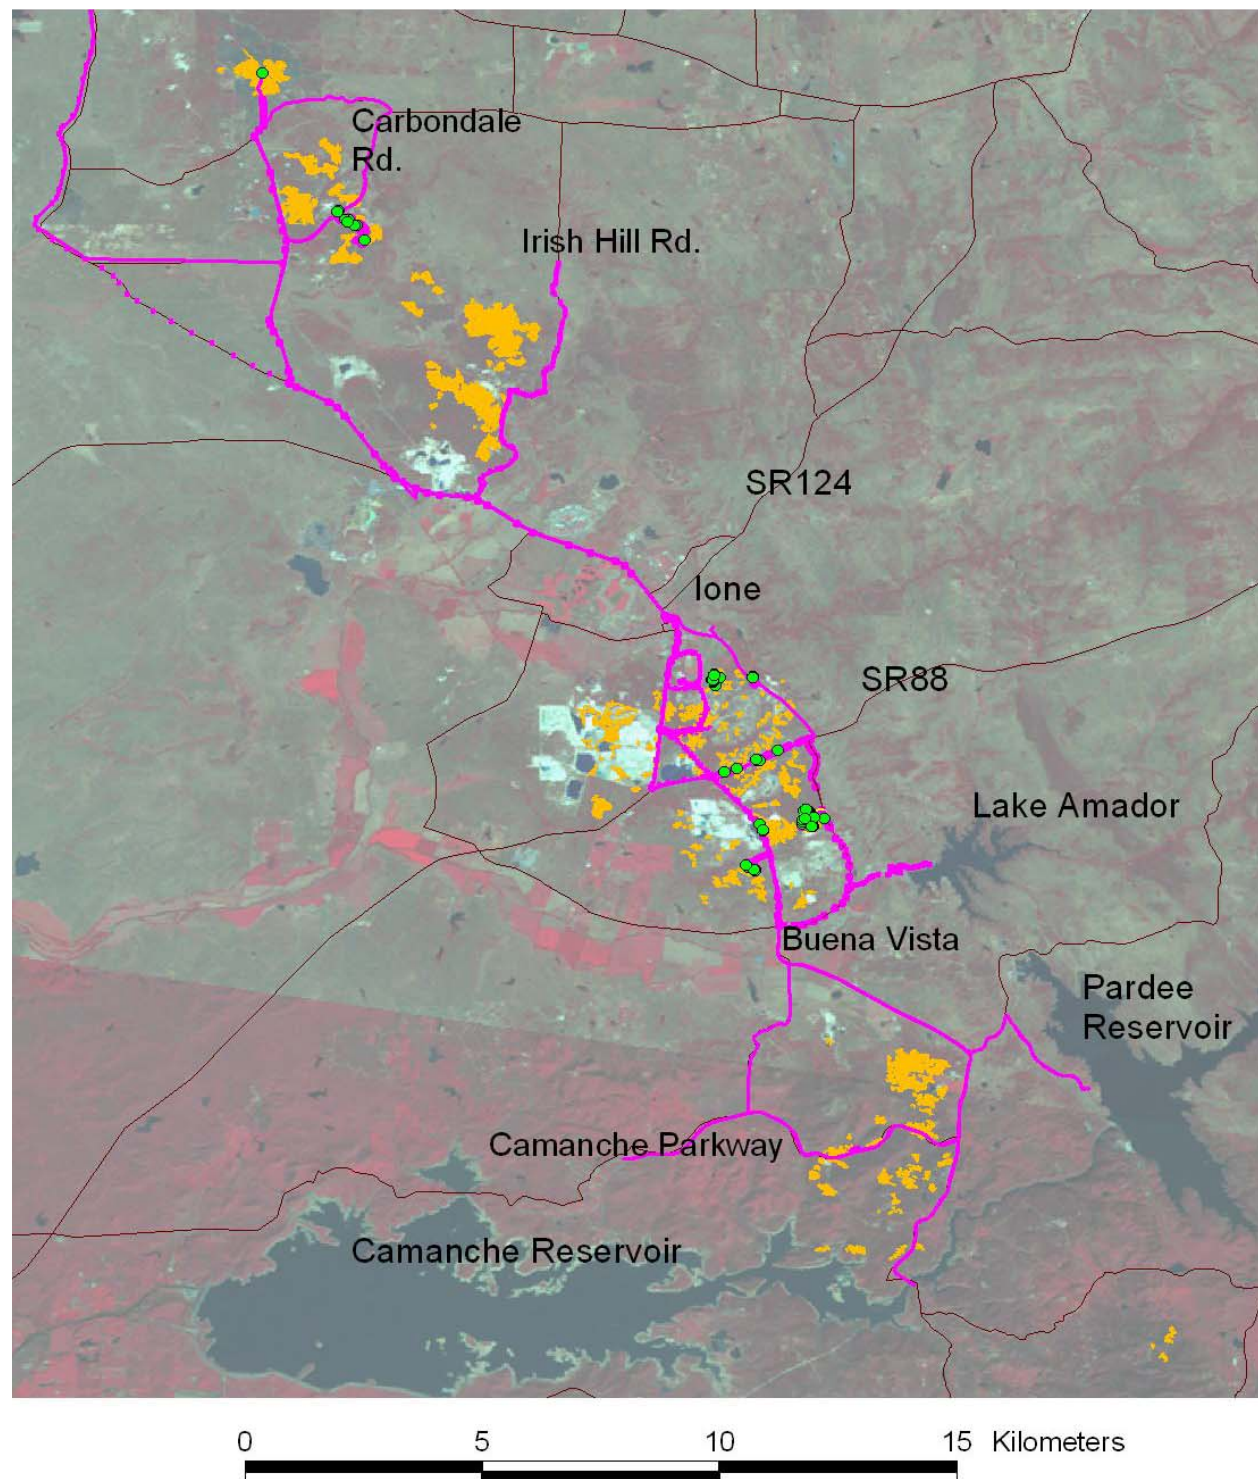 Carbondale
Rd.
Irish Hill Rd.
SR124
Ione
SR88
Lake Amador
Buena Vista
Pardee
Reservoir
Camanche Parkway
Camanche Reservoir
0 5 10 15 Kilometers